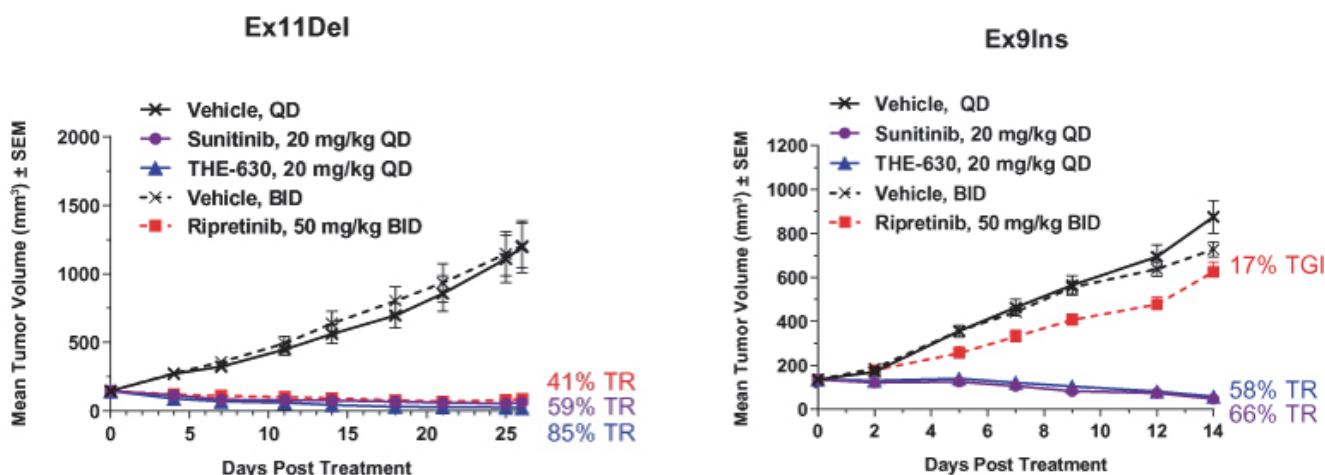 Ex11Del
Vehicle, QD
Sunitinib, 20 mg/kg QD
THE-630, 20 mg/kg QD
Vehicle, BID
Ripretinib, 50 mg/kg BID
Mean Tumor Volume (mm³) ± SEM
2000
1500
1000
500
0
0 5 10 15 20 25
Days Post Treatment
41% TR
59% TR
85% TR
Ex9Ins
Vehicle, QD
Sunitinib, 20 mg/kg QD
THE-630, 20 mg/kg QD
Vehicle, BID
Ripretinib, 50 mg/kg BID
Mean Tumor Volume (mm³) ± SEM
1200
1000
800
600
400
200
0
0 2 4 6 8 10 12 14
Days Post Treatment
17% TGI
58% TR
66% TR